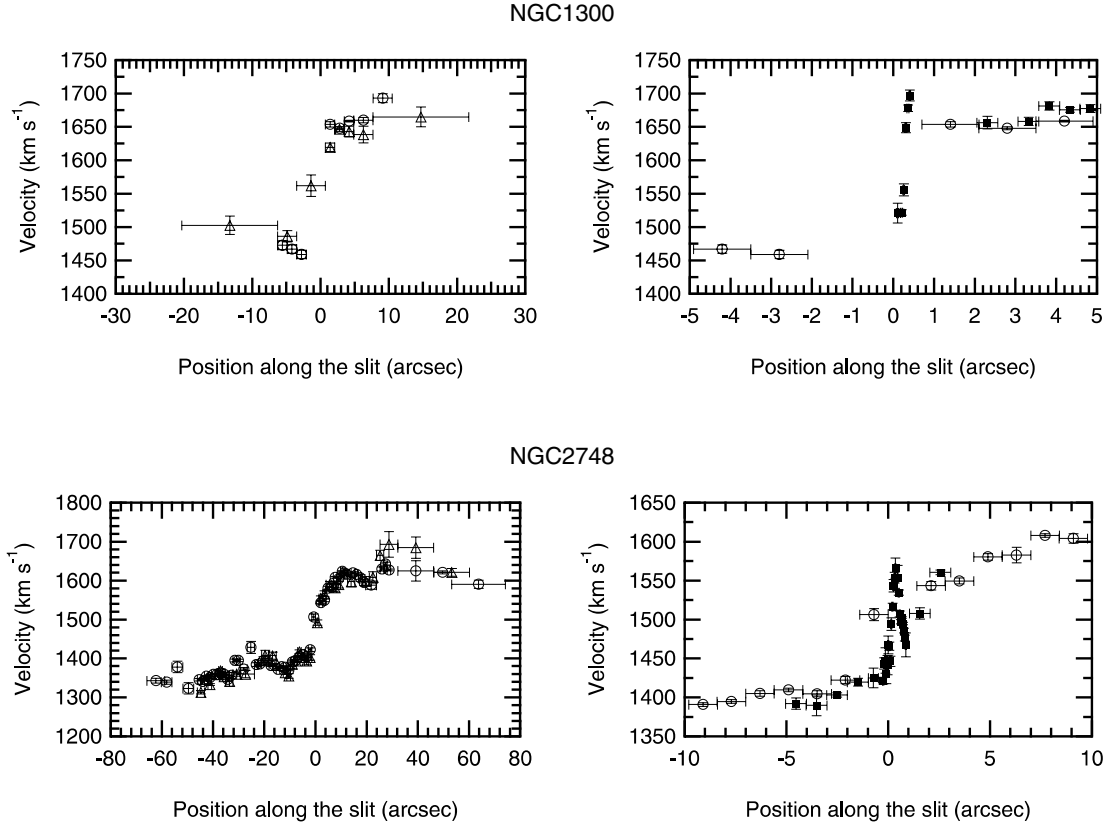 NGC1300
1750
1700
1650
1600
1550
1500
1450
1400
Velocity (km s⁻¹)
-30 -20 -10 0 10 20 30
Position along the slit (arcsec)
1750
1700
1650
1600
1550
1500
1450
1400
Velocity (km s⁻¹)
-5 -4 -3 -2 -1 0 1 2 3 4 5
Position along the slit (arcsec)
NGC2748
1800
1700
1600
1500
1400
1300
1200
Velocity (km s⁻¹)
-80 -60 -40 -20 0 20 40 60 80
Position along the slit (arcsec)
1650
1600
1550
1500
1450
1400
1350
Velocity (km s⁻¹)
-10 -5 0 5 10
Position along the slit (arcsec)